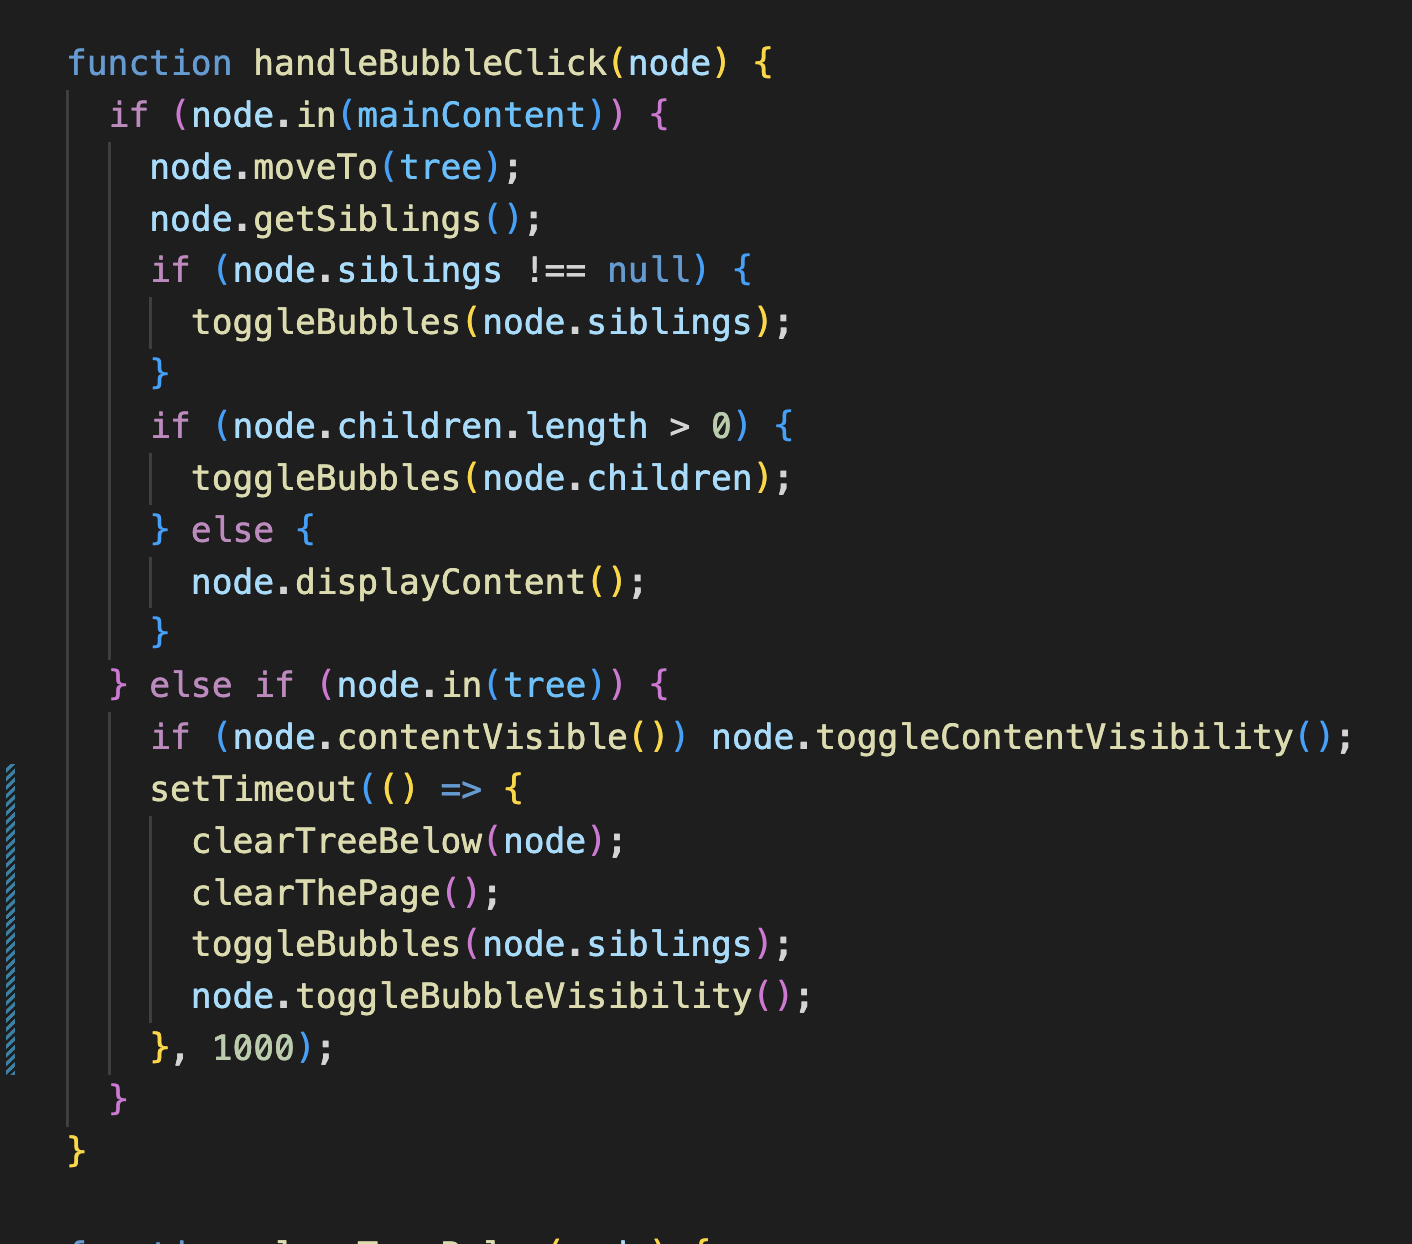 function handleBubbleClick(node) {
  if (node.in(mainContent)) {
    node.moveTo(tree);
    node.getSiblings();
    if (node.siblings !== null) {
      toggleBubbles(node.siblings);
    }
    if (node.children.length > 0) {
      toggleBubbles(node.children);
    } else {
      node.displayContent();
    }
  } else if (node.in(tree)) {
    if (node.contentVisible()) node.toggleContentVisibility();
    setTimeout(() => {
      clearTreeBelow(node);
      clearThePage();
      toggleBubbles(node.siblings);
      node.toggleBubbleVisibility();
    }, 1000);
  }
}